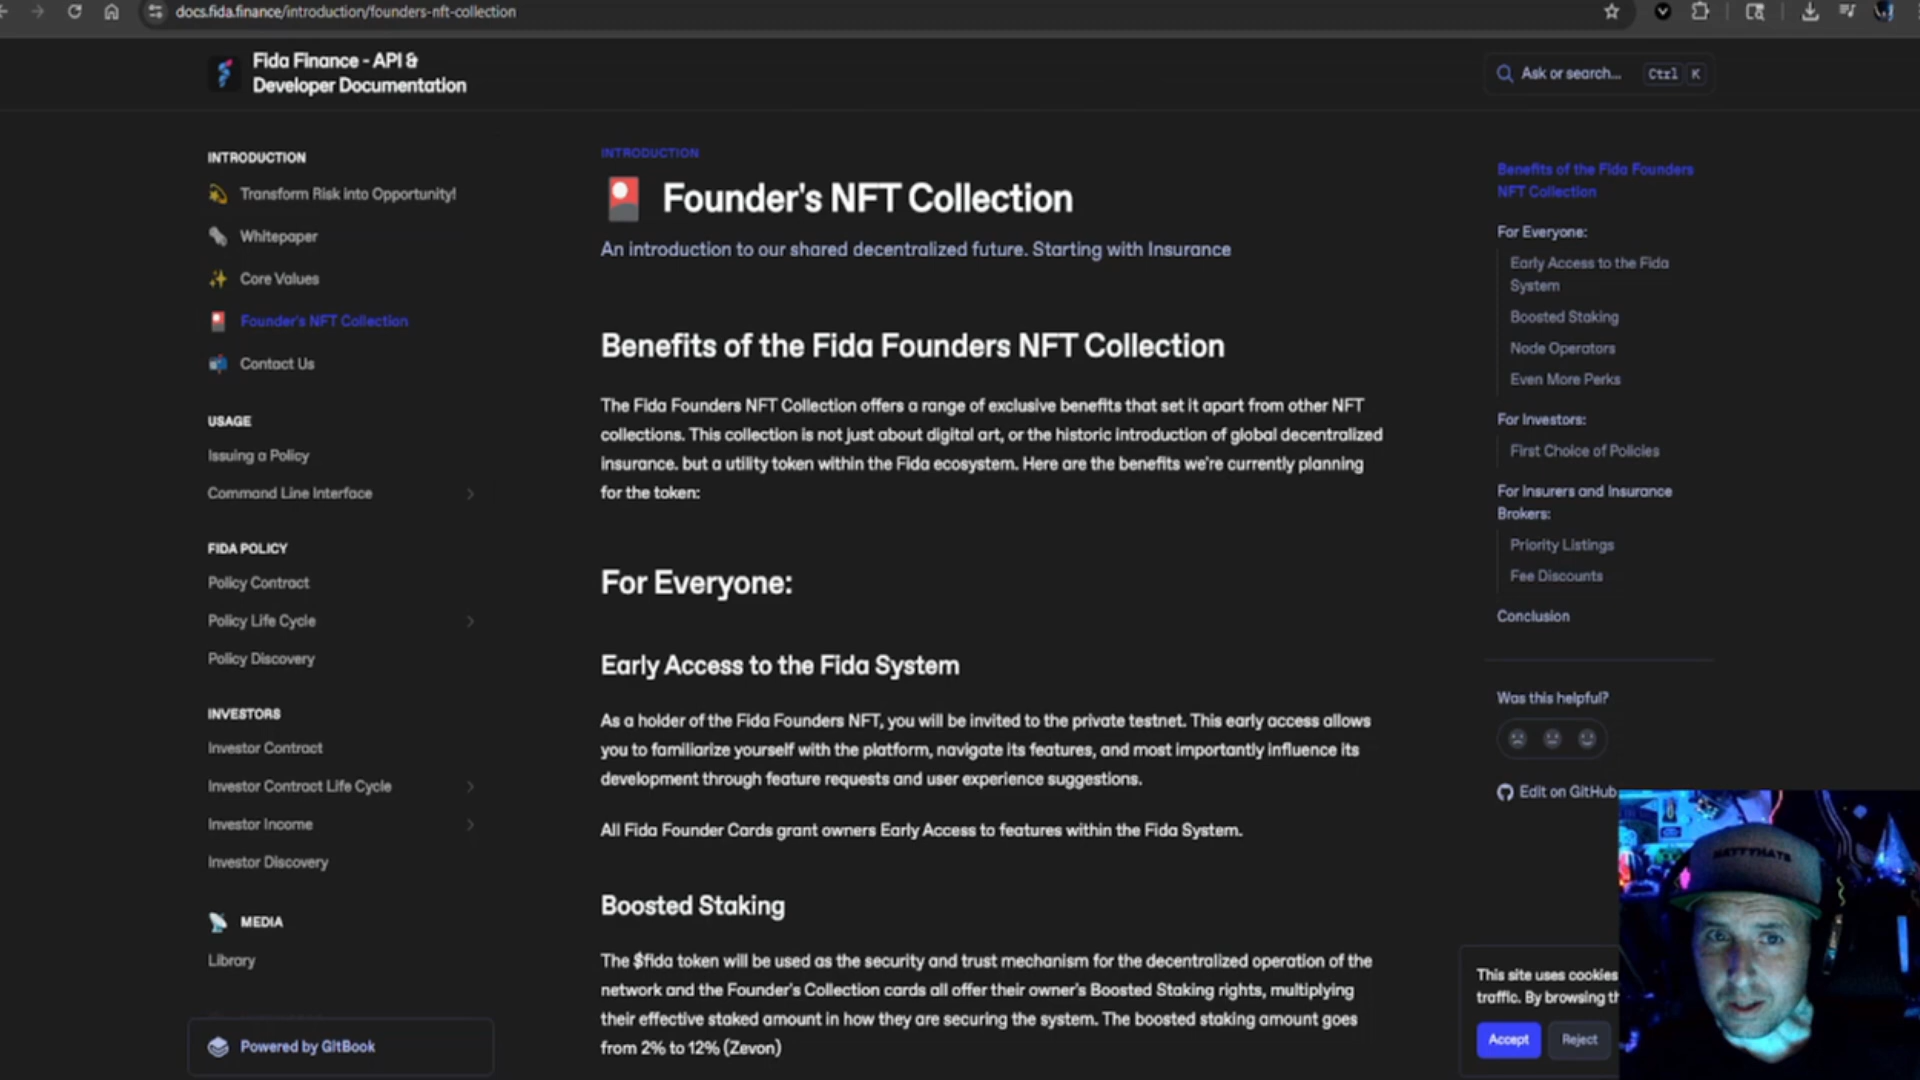 docs.fida.finance/introduction/founders-nft-collection
Fida Finance - API &
Developer Documentation
Ask or search...
Ctrl
K
INTRODUCTION
Transform Risk into Opportunity!
Whitepaper
Core Values
Founder's NFT Collection
Contact Us
USAGE
Issuing a Policy
Command Line Interface
FIDA POLICY
Policy Contract
Policy Life Cycle
Policy Discovery
INVESTORS
Investor Contract
Investor Contract Life Cycle
Investor Income
Investor Discovery
MEDIA
Library
Powered by GitBook
INTRODUCTION
Founder's NFT Collection
An introduction to our shared decentralized future. Starting with Insurance
Benefits of the Fida Founders NFT Collection
The Fida Founders NFT Collection offers a range of exclusive benefits that set it apart from other NFT
collections. This collection is not just about digital art, or the historic introduction of global decentralized
insurance. but a utility token within the Fida ecosystem. Here are the benefits we're currently planning
for the token:
For Everyone:
Early Access to the Fida System
As a holder of the Fida Founders NFT, you will be invited to the private testnet. This early access allows
you to familiarize yourself with the platform, navigate its features, and most importantly influence its
development through feature requests and user experience suggestions.
All Fida Founder Cards grant owners Early Access to features within the Fida System.
Boosted Staking
The $fida token will be used as the security and trust mechanism for the decentralized operation of the
network and the Founder's Collection cards all offer their owner's Boosted Staking rights, multiplying
their effective staked amount in how they are securing the system. The boosted staking amount goes
from 2% to 12% (Zevon)
Benefits of the Fida Founders
NFT Collection
For Everyone:
Early Access to the Fida
System
Boosted Staking
Node Operators
Even More Perks
For Investors:
First Choice of Policies
For Insurers and Insurance
Brokers:
Priority Listings
Fee Discounts
Conclusion
Was this helpful?
Edit on GitHub
This site uses cookies
traffic. By browsing th
Accept
Reject